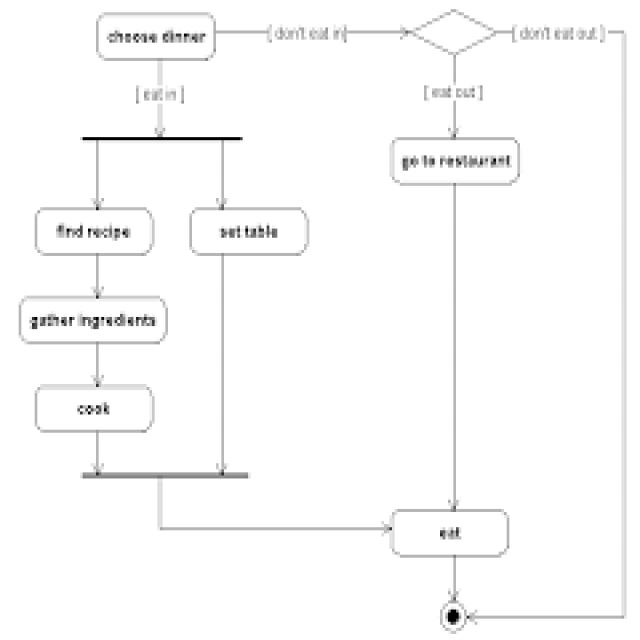 choose dinner
[ don't eat in]
[ don't eat out ]
[ eat in ]
[ eat out ]
go to restaurant
find recipe
set table
gather ingredients
cook
eat